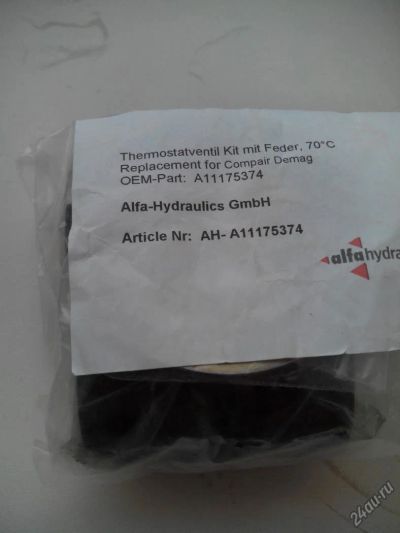 Thermostatventil Kit mit Feder, 70°C
Replacement for Compair Demag
OEM-Part: A11175374
Alfa-Hydraulics GmbH
Article Nr: AH- A11175374
alfahydra
24au.ru